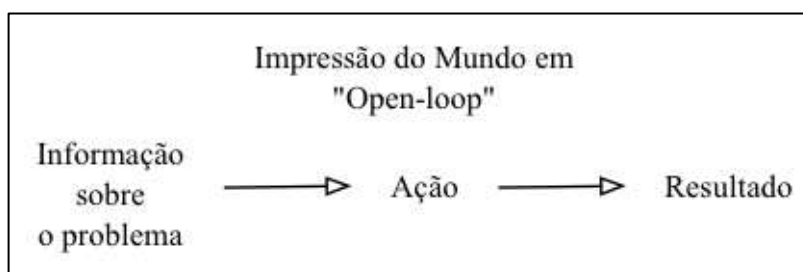 Impressão do Mundo em
"Open-loop"
Informação
sobre
o problema
Ação
Resultado